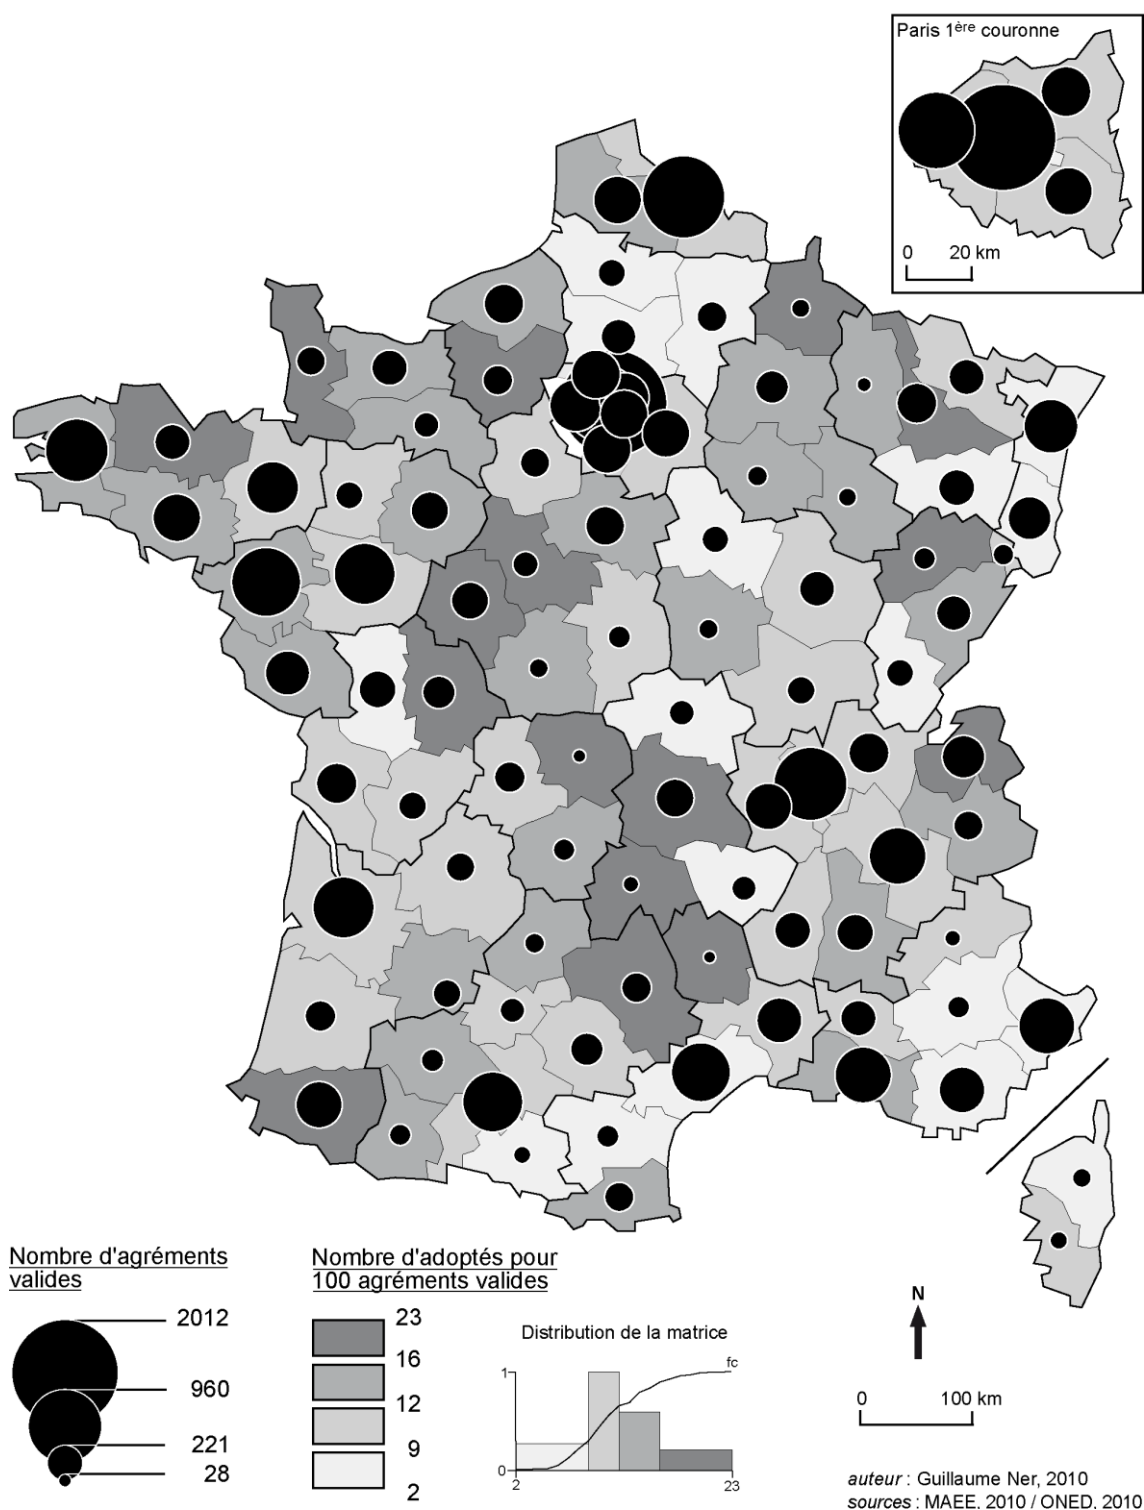 Paris 1ère couronne
0 20 km
Nombre d'agréments
valides
2012
960
221
28
Nombre d'adoptés pour
100 agréments valides
23
16
12
9
2
Distribution de la matrice
fc
1
0
2 23
N
0 100 km
auteur : Guillaume Ner, 2010
sources : MAEE, 2010 / ONED, 2010